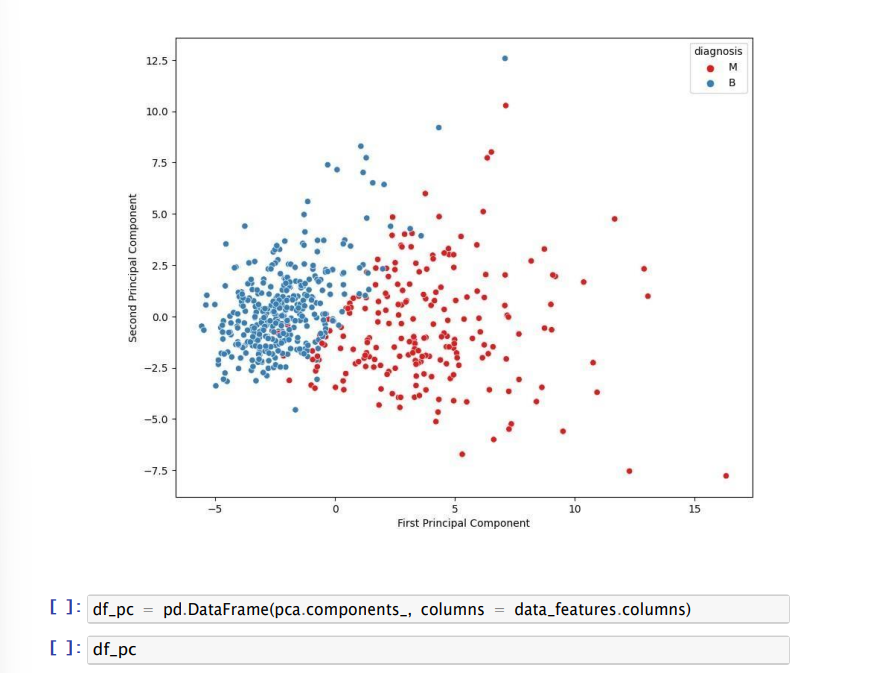 diagnosis
M
B
12.5
10.0
7.5
5.0
2.5
0.0
−2.5
−5.0
−7.5
Second Principal Component
−5
0
5
10
15
First Principal Component
[ ]: df_pc = pd.DataFrame(pca.components_, columns = data_features.columns)
[ ]: df_pc